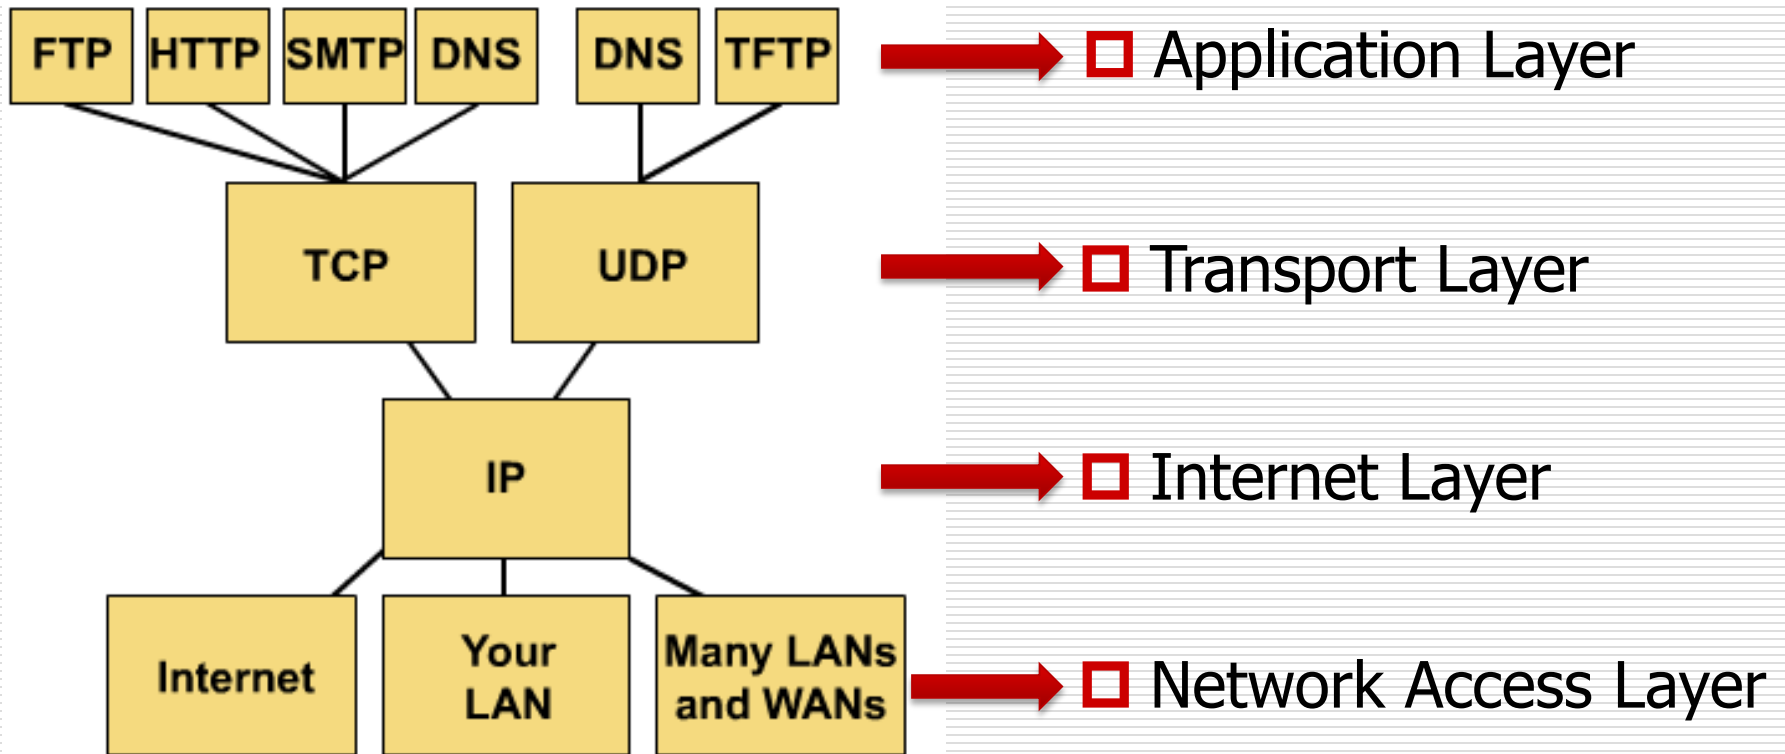 FTP HTTP SMTP DNS DNS TFTP
Application Layer
TCP UDP
Transport Layer
IP
Internet Layer
Internet
Your
LAN
Many LANs
and WANs
Network Access Layer